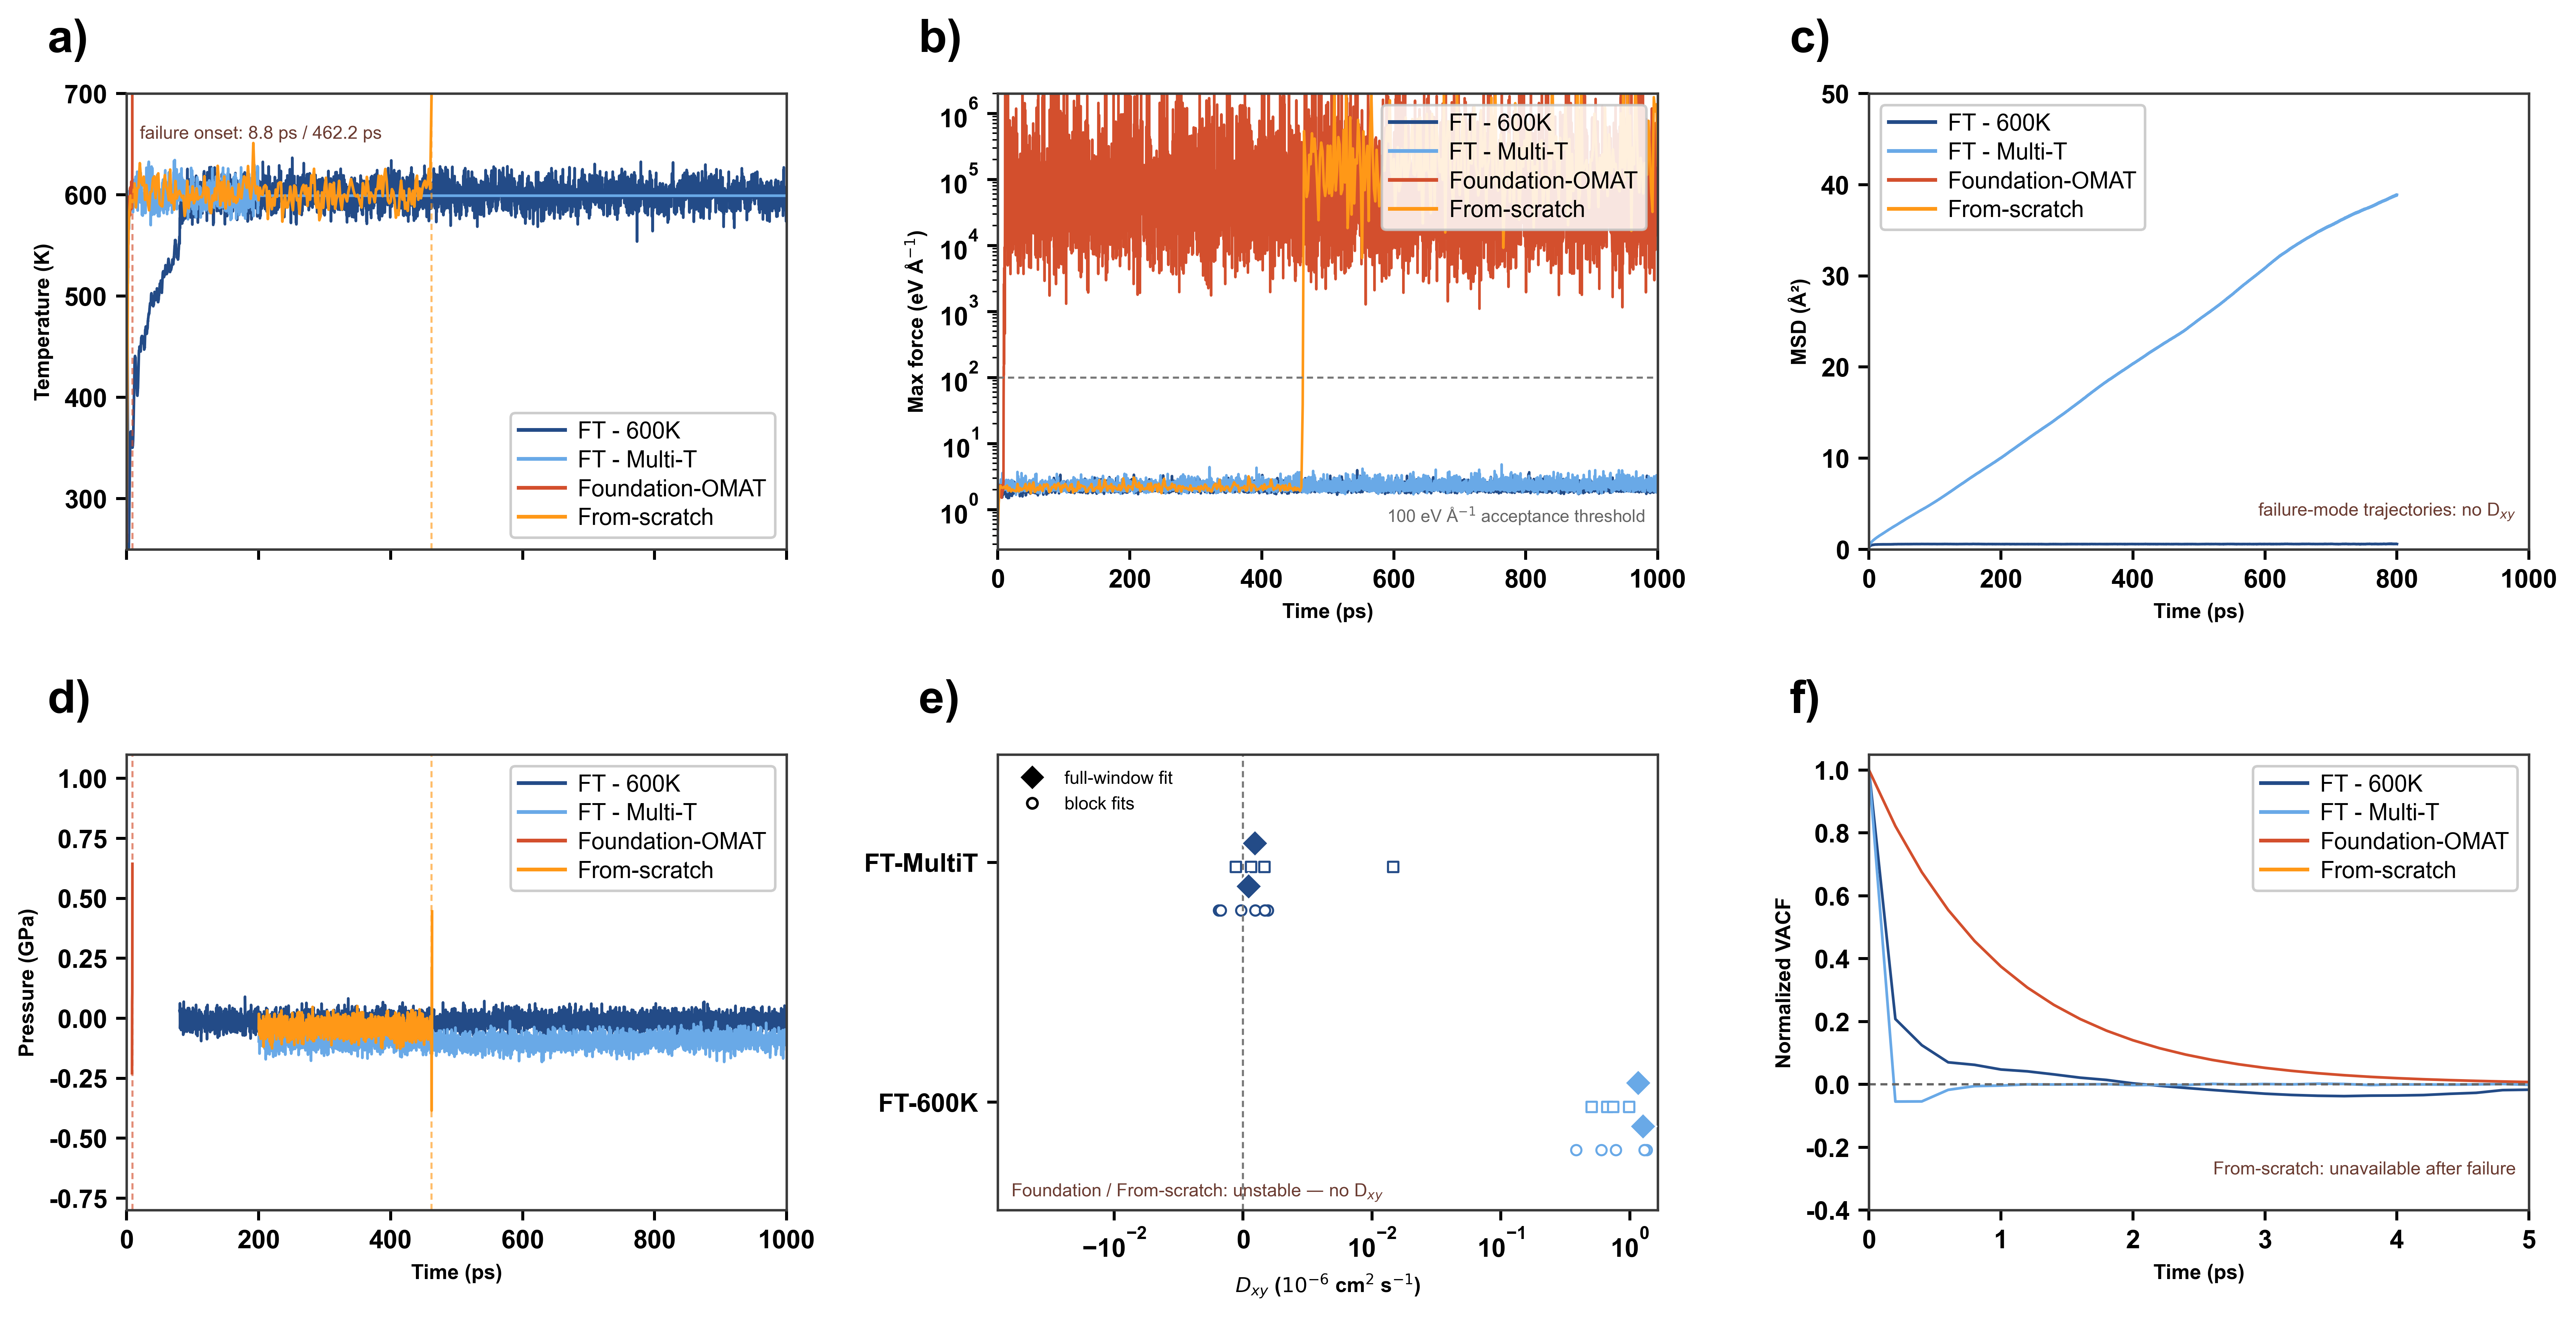 a)
700
600
500
400
300
Temperature (K)
failure onset: 8.8 ps / 462.2 ps
FT - 600K
FT - Multi-T
Foundation-OMAT
From-scratch
b)
10⁶
10⁵
10⁴
10³
10²
10¹
10⁰
Max force (eV Å⁻¹)
FT - 600K
FT - Multi-T
Foundation-OMAT
From-scratch
100 eV Å⁻¹ acceptance threshold
0 200 400 600 800 1000
Time (ps)
c)
50
40
30
20
10
0
MSD (Å²)
FT - 600K
FT - Multi-T
Foundation-OMAT
From-scratch
failure-mode trajectories: no Dxy
0 200 400 600 800 1000
Time (ps)
d)
1.00
0.75
0.50
0.25
0.00
-0.25
-0.50
-0.75
Pressure (GPa)
FT - 600K
FT - Multi-T
Foundation-OMAT
From-scratch
0 200 400 600 800 1000
Time (ps)
e)
full-window fit
block fits
FT-MultiT
FT-600K
Foundation / From-scratch: unstable — no Dxy
−10⁻² 0 10⁻² 10⁻¹ 10⁰
Dxy (10⁻⁶ cm² s⁻¹)
f)
1.0
0.8
0.6
0.4
0.2
0.0
-0.2
-0.4
Normalized VACF
FT - 600K
FT - Multi-T
Foundation-OMAT
From-scratch
From-scratch: unavailable after failure
0 1 2 3 4 5
Time (ps)